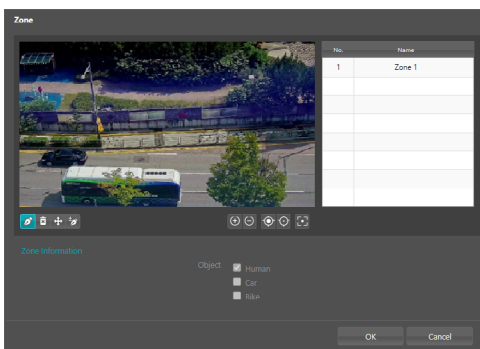 Zone
No. Name
1 Zone 1
Zone Information
Object
Human
Car
Bike
OK Cancel